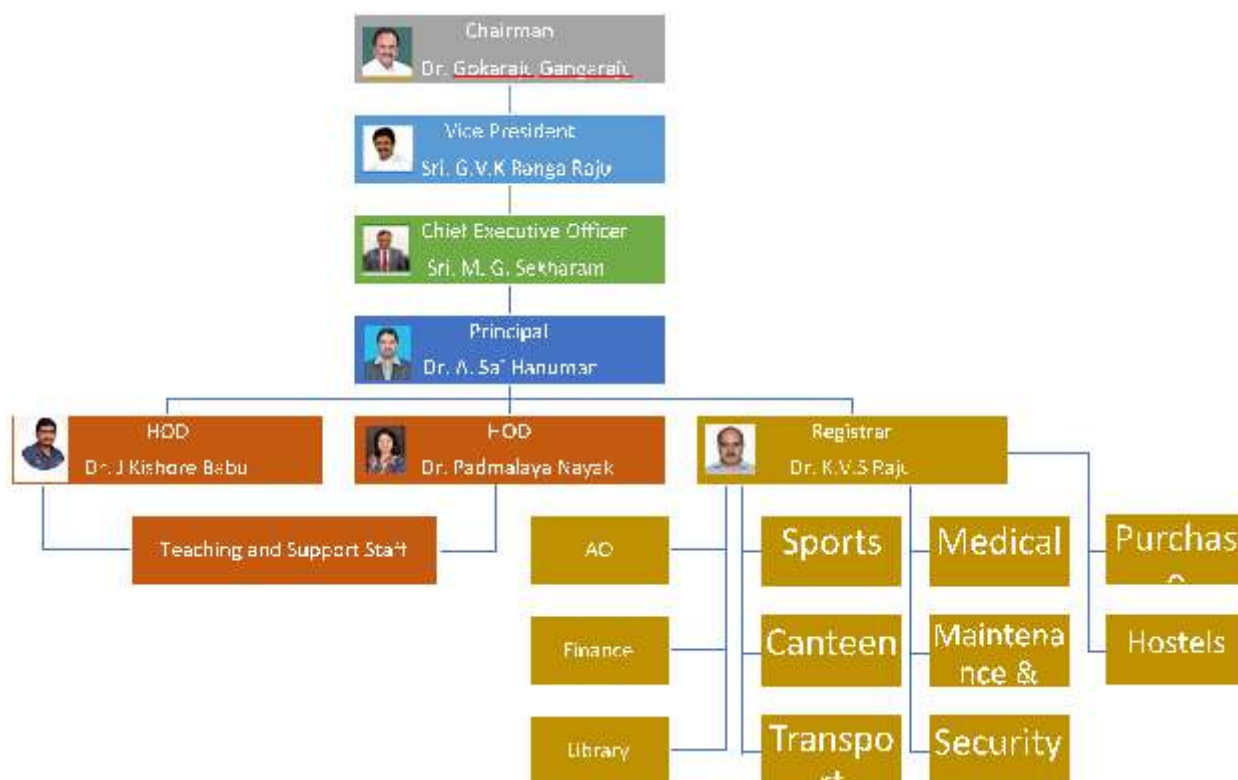 Chairman
Dr. Gokaraju Gangaraju
Vice President
Sri. G.V.K Ranga Raju
Chief Executive Officer
Sri. M. G. Sekharam
Principal
Dr. A. Sai Hanuman
HOD
Dr. J Kishore Babu
HOD
Dr. Padmalaya Nayak
Registrar
Dr. K.V.S Raju
Teaching and Support Staff
AO
Sports
Medical
Purchas
Finance
Canteen
Maintena
nce &
Hostels
Library
Transpo
Security